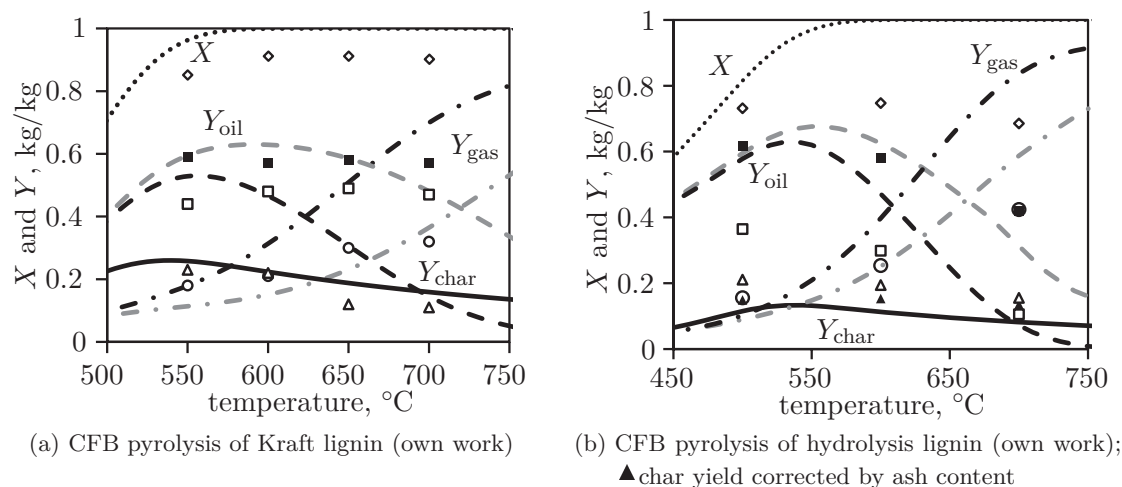 X and Y, kg/kg
1
0.8
0.6
0.4
0.2
0
X
Y_oil
Y_gas
Y_char
500 550 600 650 700 750
temperature, °C
(a) CFB pyrolysis of Kraft lignin (own work)
X and Y, kg/kg
1
0.8
0.6
0.4
0.2
0
X
Y_gas
Y_oil
Y_char
450 550 650 750
temperature, °C
(b) CFB pyrolysis of hydrolysis lignin (own work);
▲ char yield corrected by ash content